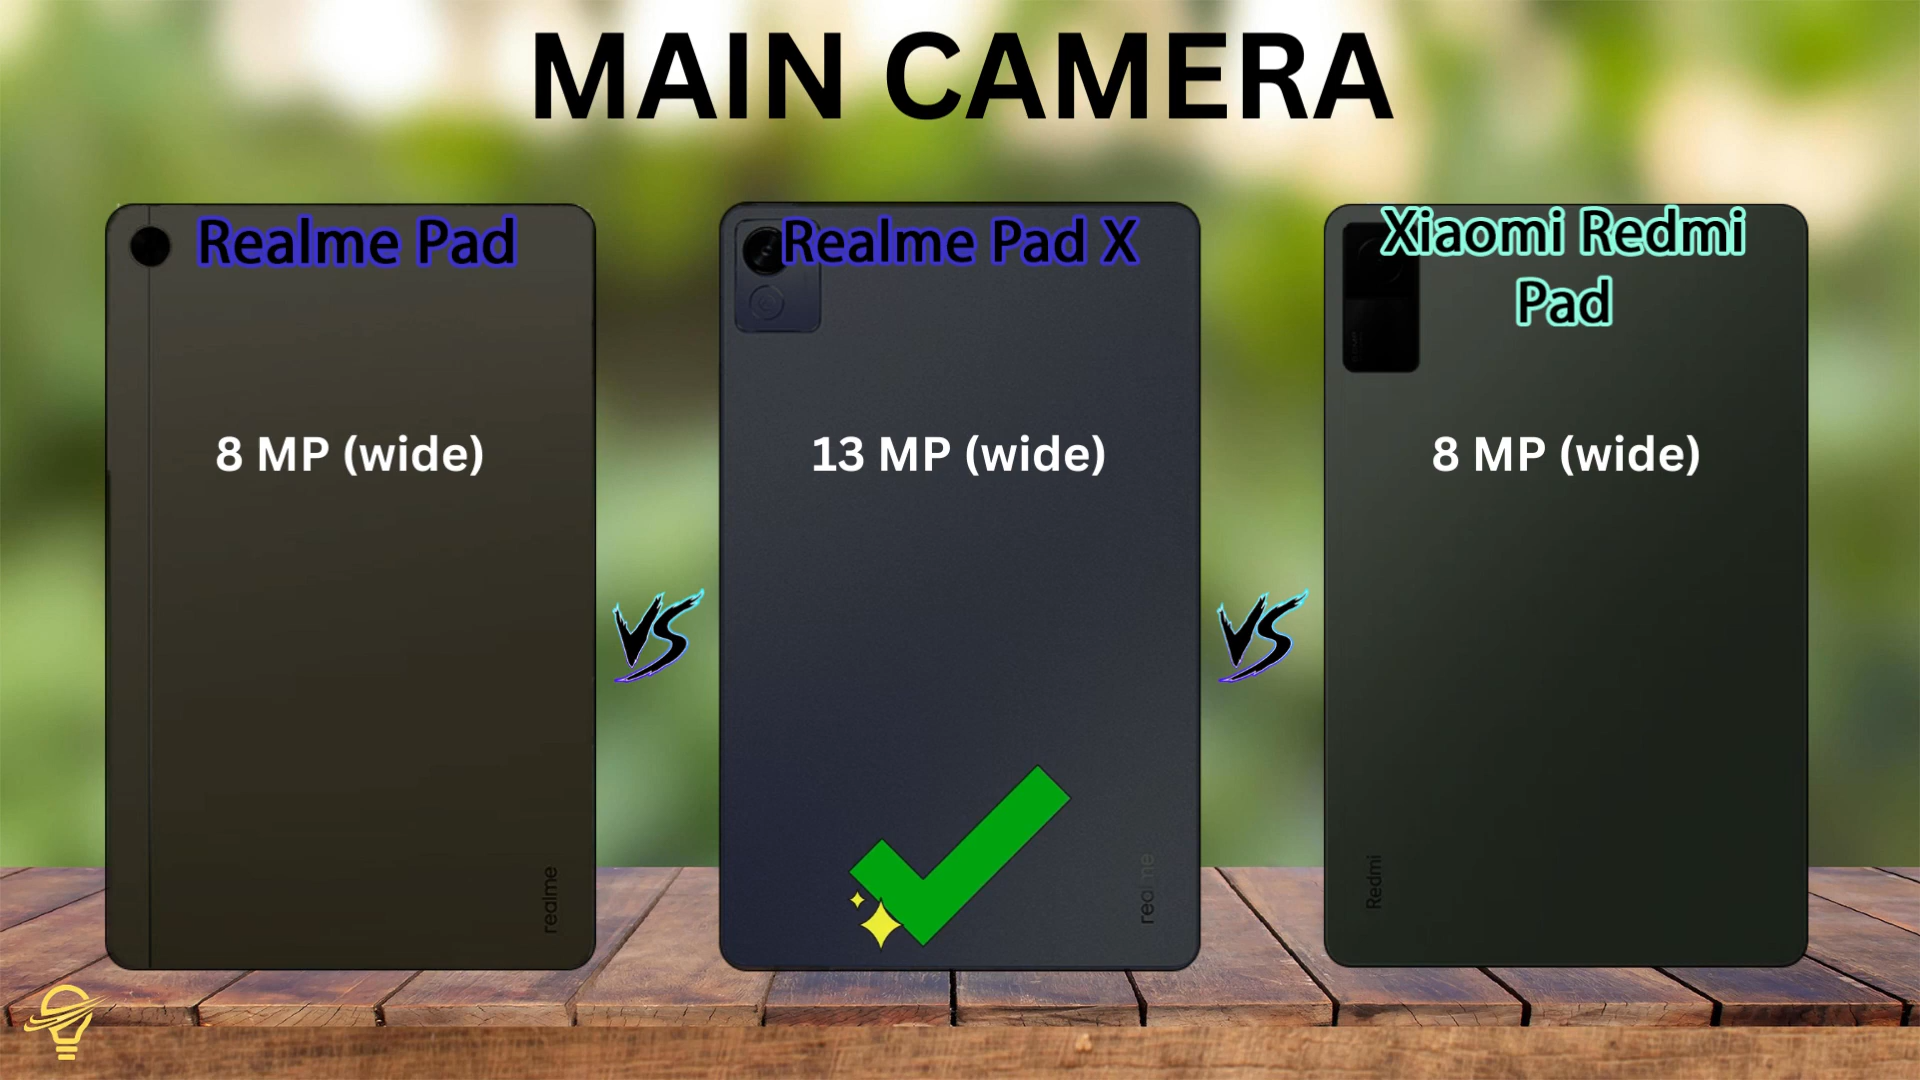 MAIN CAMERA
Realme Pad
Realme Pad X
Xiaomi Redmi
Pad
8 MP (wide)
13 MP (wide)
8 MP (wide)
VS
VS
realme
realme
Redmi